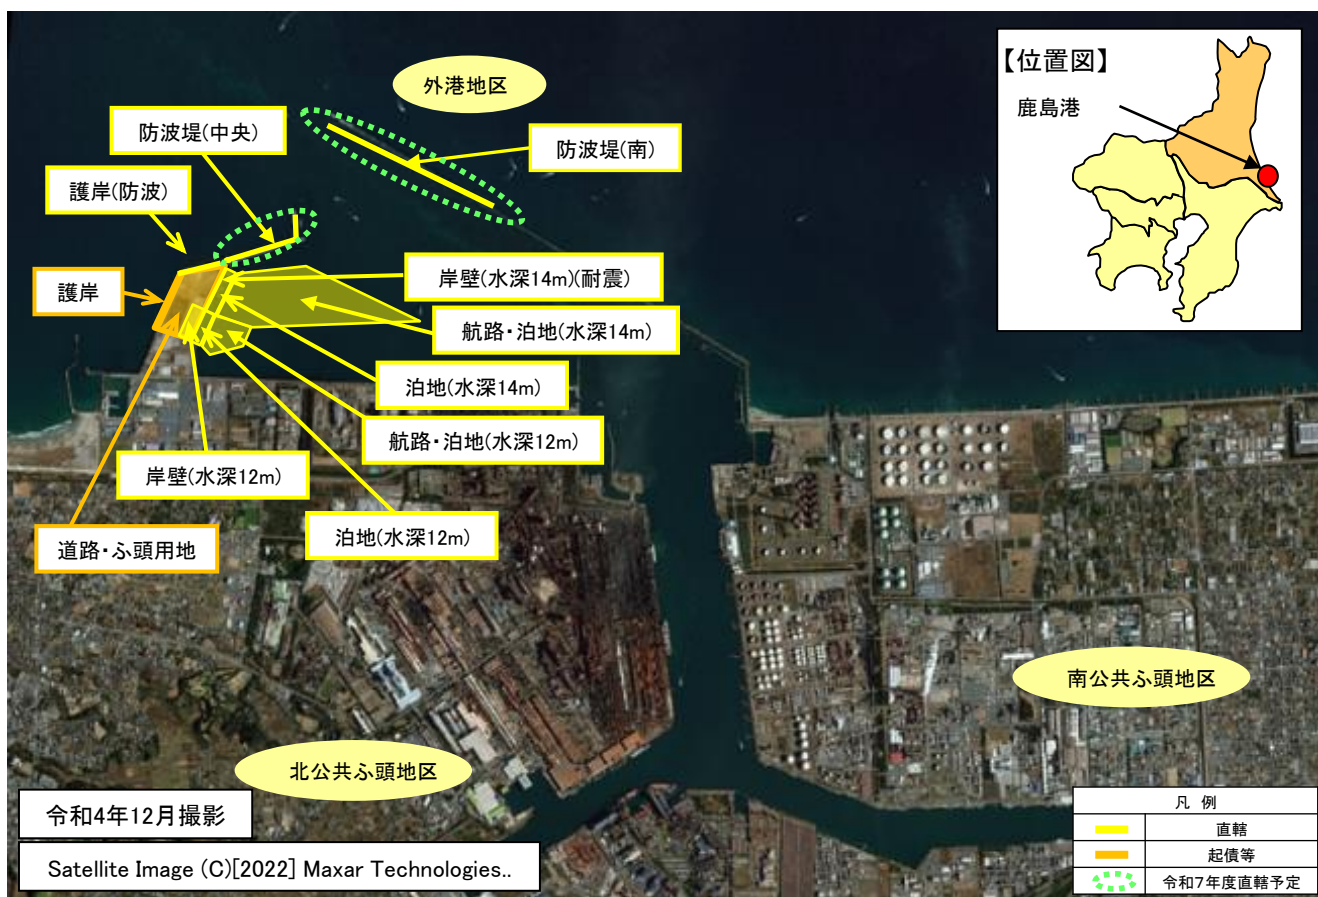 外港地区
【位置図】
鹿島港
防波堤(中央)
防波堤(南)
護岸(防波)
護岸
岸壁(水深14m)(耐震)
航路・泊地(水深14m)
泊地(水深14m)
航路・泊地(水深12m)
岸壁(水深12m)
泊地(水深12m)
道路・ふ頭用地
南公共ふ頭地区
北公共ふ頭地区
令和4年12月撮影
Satellite Image (C)[2022] Maxar Technologies..
凡 例
直轄
起債等
令和7年度直轄予定